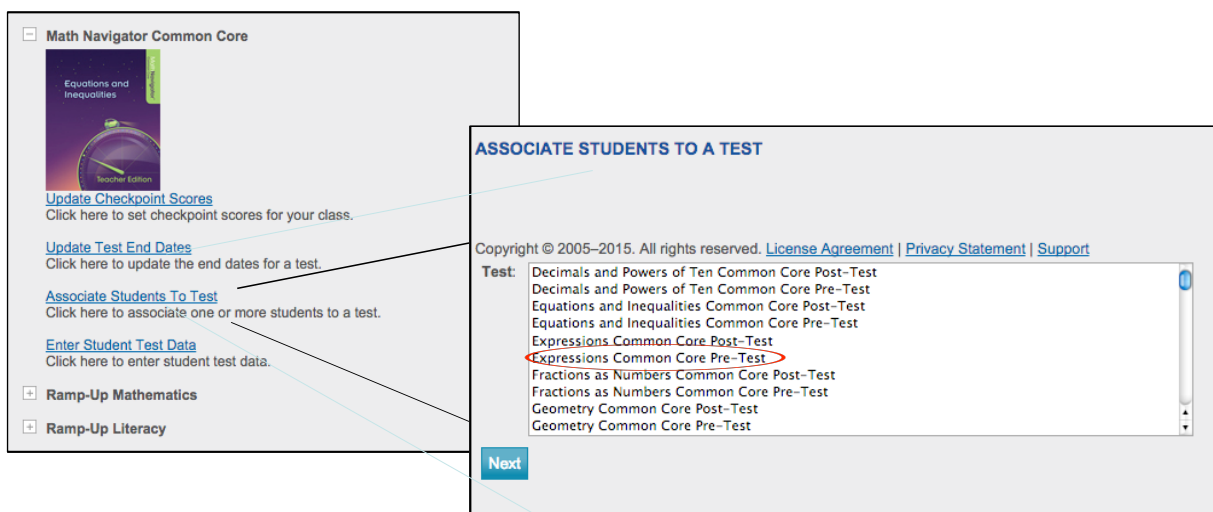 Math Navigator Common Core
Equations and
Inequalities
Math Navigator
Teacher Edition
Update Checkpoint Scores
Click here to set checkpoint scores for your class.
Update Test End Dates
Click here to update the end dates for a test.
Associate Students To Test
Click here to associate one or more students to a test.
Enter Student Test Data
Click here to enter student test data.
Ramp-Up Mathematics
Ramp-Up Literacy
ASSOCIATE STUDENTS TO A TEST
Copyright © 2005–2015. All rights reserved. License Agreement | Privacy Statement | Support
Test:
Decimals and Powers of Ten Common Core Post-Test
Decimals and Powers of Ten Common Core Pre-Test
Equations and Inequalities Common Core Post-Test
Equations and Inequalities Common Core Pre-Test
Expressions Common Core Post-Test
Expressions Common Core Pre-Test
Fractions as Numbers Common Core Post-Test
Fractions as Numbers Common Core Pre-Test
Geometry Common Core Post-Test
Geometry Common Core Pre-Test
Next